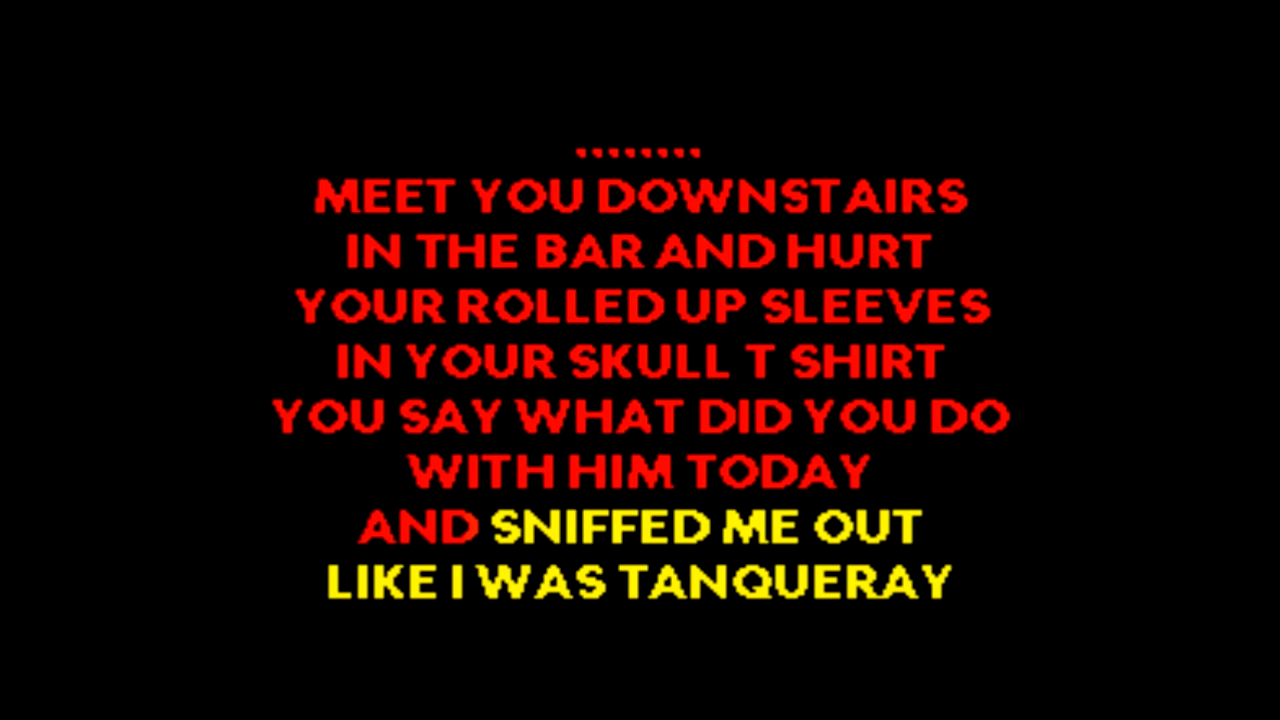 ........
MEET YOU DOWNSTAIRS
IN THE BAR AND HURT
YOUR ROLLED UP SLEEVES
IN YOUR SKULL T SHIRT
YOU SAY WHAT DID YOU DO
WITH HIM TODAY
AND SNIFFED ME OUT
LIKE I WAS TANQUERAY